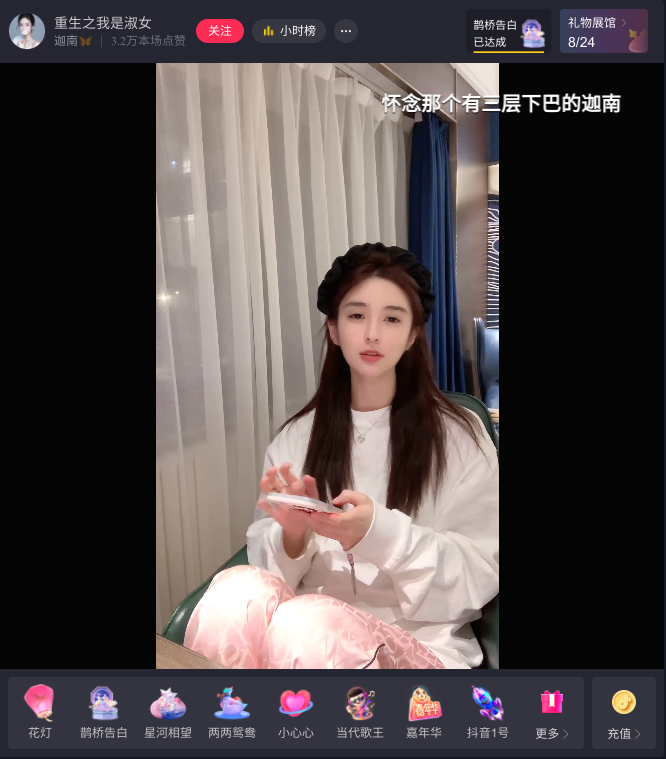 重生之我是淑女
迦南🦋 | 3.2万本场点赞
关注
小时榜
鹊桥告白
已达成
礼物展馆 >
8/24
怀念那个有三层下巴的迦南
花灯
鹊桥告白
星河相望
两两鸳鸯
小心心
当代歌王
嘉年华
抖音1号
更多 >
充值 >